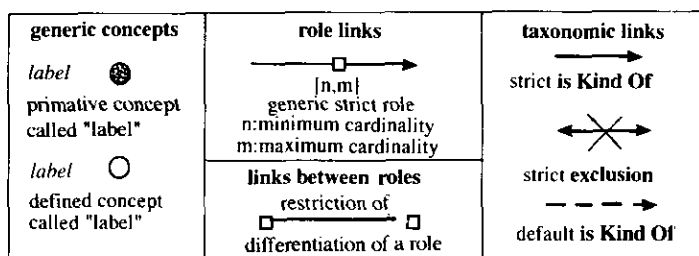 generic concepts
label
primative concept
called "label"
label
defined concept
called "label"
role links
[n,m]
generic strict role
n:minimum cardinality
m:maximum cardinality
links between roles
restriction of
differentiation of a role
taxonomic links
strict is Kind Of
strict exclusion
default is Kind Of